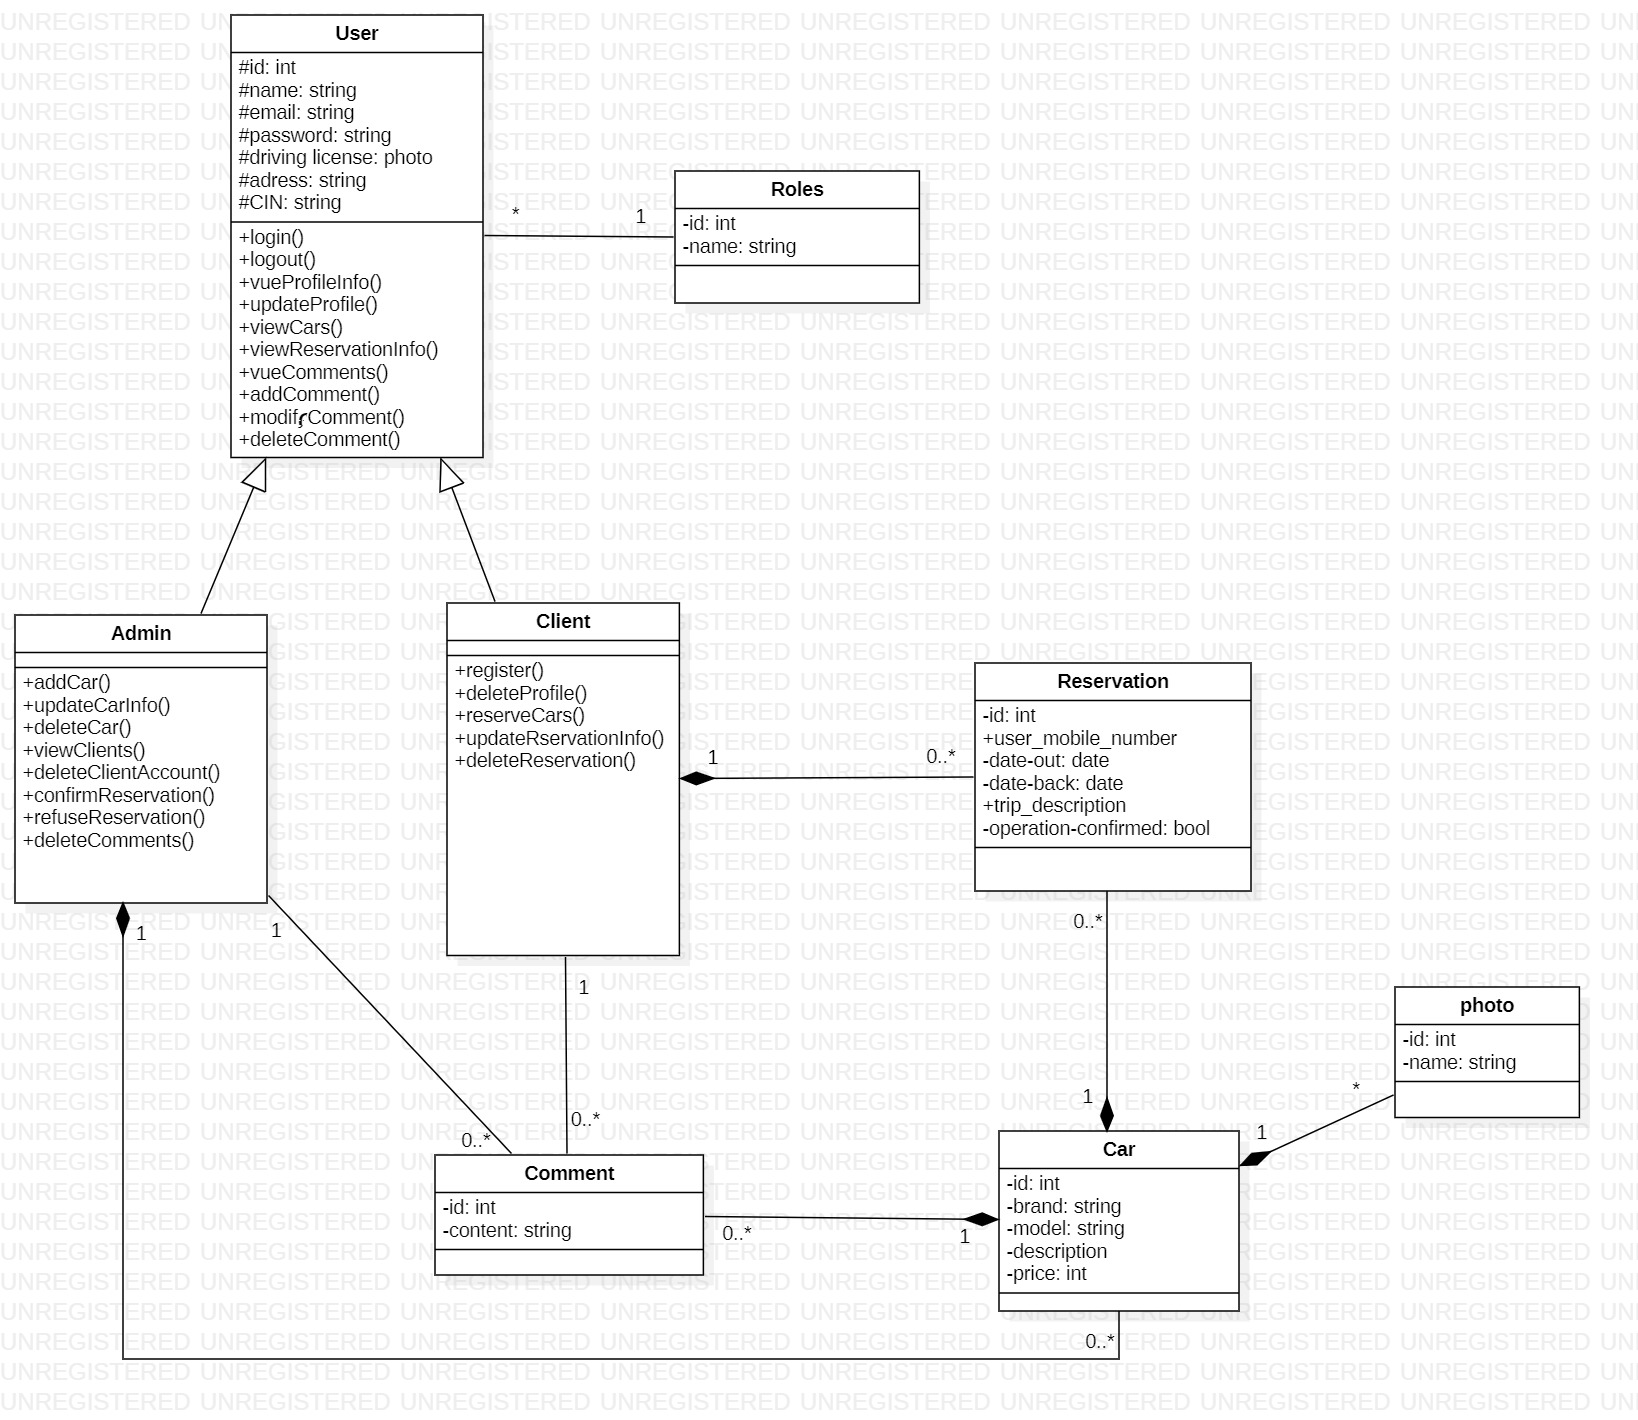 User
#id: int
#name: string
#email: string
#password: string
#driving license: photo
#adress: string
#CIN: string
+login()
+logout()
+vueProfileInfo()
+updateProfile()
+viewCars()
+viewReservationInfo()
+vueComments()
+addComment()
+deleteComment()
* 1
Roles
-id: int
-name: string
Admin
+addCar()
+updateCarInfo()
+deleteCar()
+viewClients()
+deleteClientAccount()
+confirmReservation()
+refuseReservation()
+deleteComments()
1
1
Client
+register()
+deleteProfile()
+reserveCars()
+updateRservationInfo()
+deleteReservation()
1 0..*
1
Reservation
-id: int
+user_mobile_number
-date-out: date
-date-back: date
+trip_description
-operation-confirmed: bool
0..*
photo
-id: int
-name: string
*
1
1
0..*
0..*
Comment
-id: int
-content: string
0..* 1
Car
-id: int
-brand: string
-model: string
-description
-price: int
0..*
UNREGISTERED